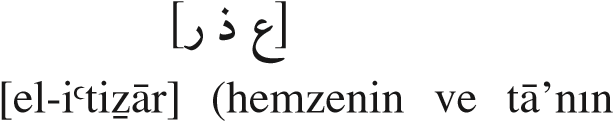 [ع ذ ر]
[el-iʿtiẕār] (hemzenin ve tā’nın